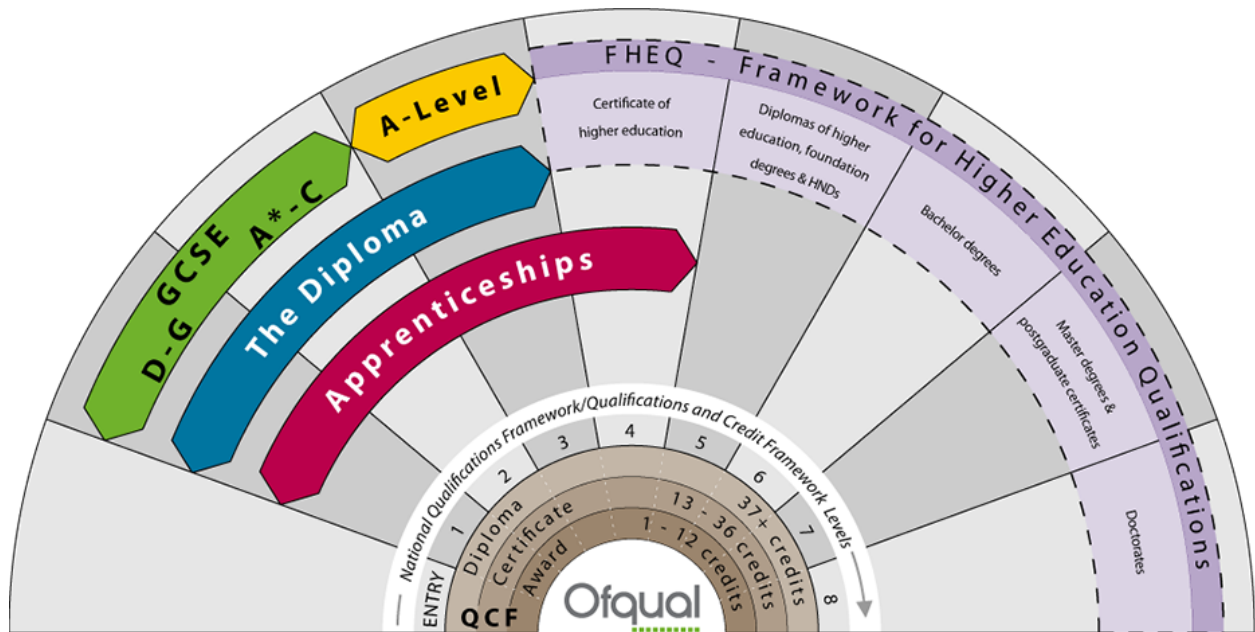 FHEQ - Framework for Higher Education Qualifications
A-Level
GCSE
D-G A*-C
The Diploma
Apprenticeships
Certificate of
higher education
Diplomas of higher
education, foundation
degrees & HNDs
Bachelor degrees
Master degrees &
postgraduate certificates
Doctorates
National Qualifications Framework/Qualifications and Credit Framework Levels
ENTRY
1
2
3
4
5
6
7
8
Diploma
37+ credits
Certificate
13 - 36 credits
Award
1 - 12 credits
QCF
Ofqual